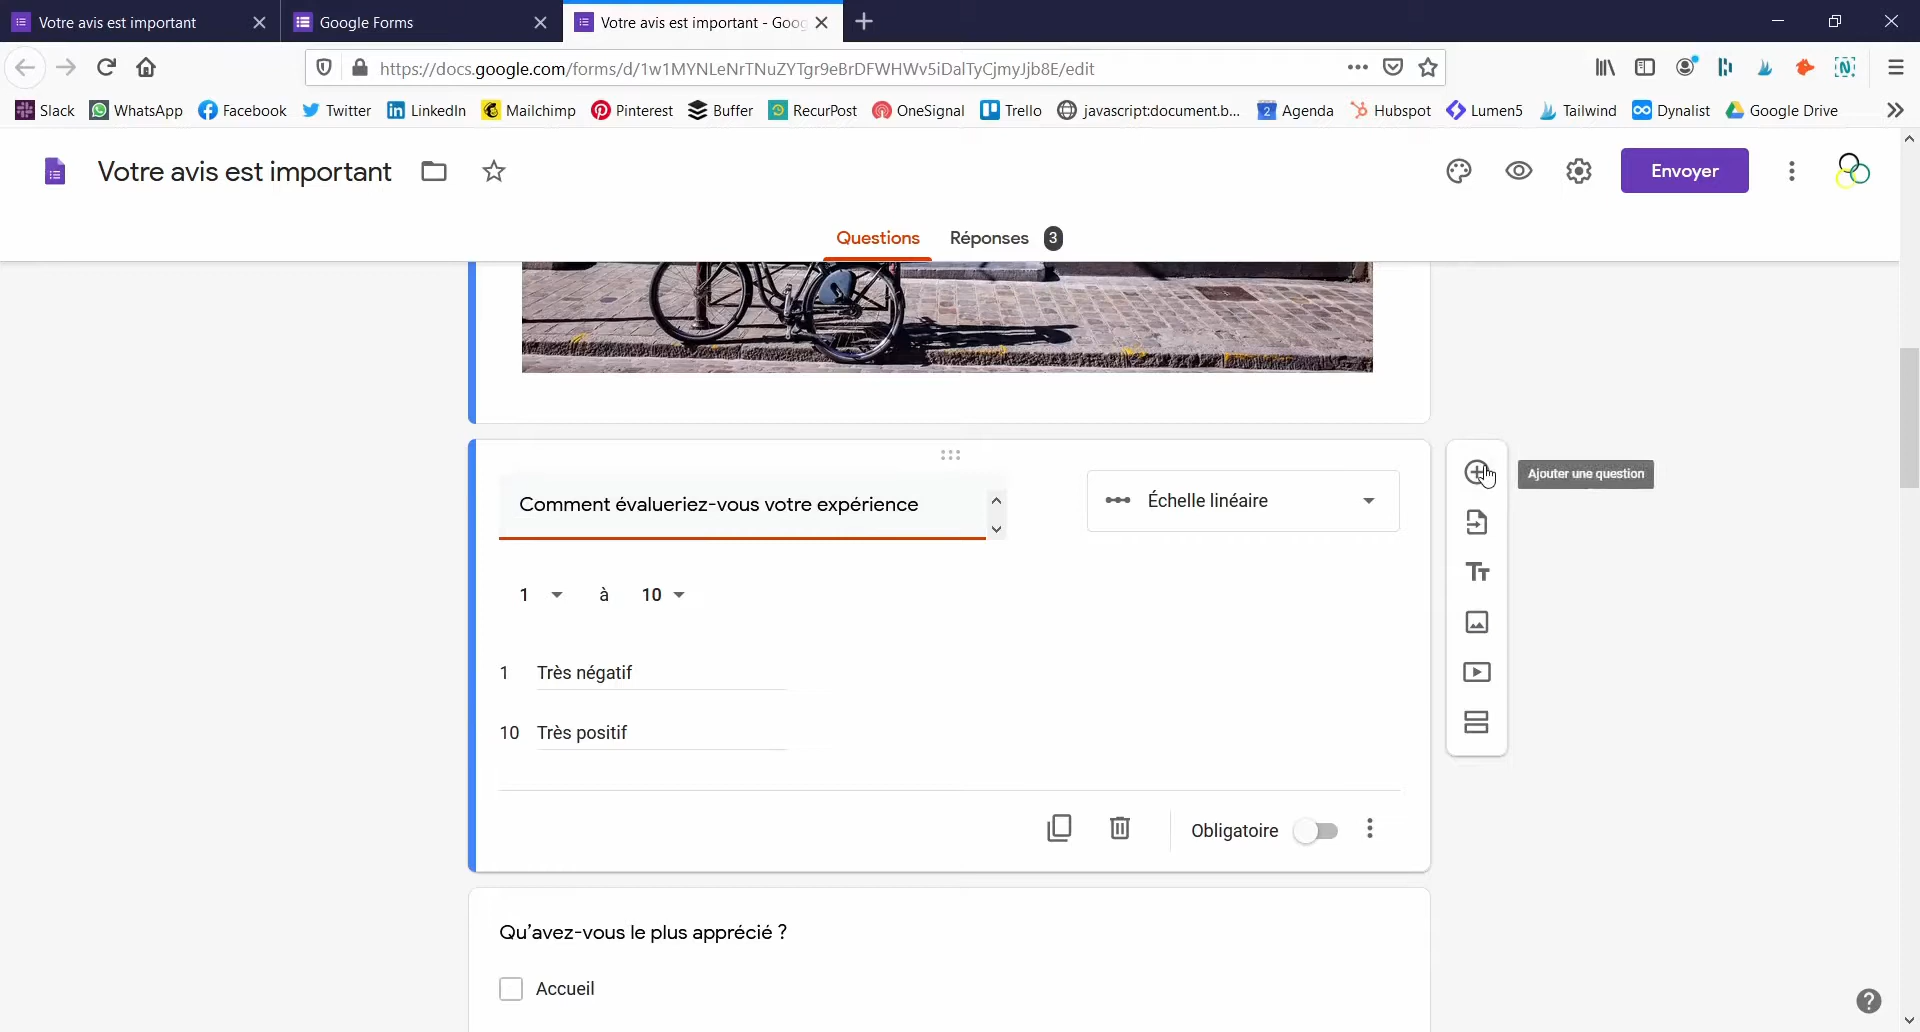 Votre avis est important
Google Forms
Votre avis est important - Goog
https://docs.google.com/forms/d/1w1MYNLeNrTNuZYTgr9eBrDFWHWv5iDalTyCjmyJjb8E/edit
Slack
WhatsApp
Facebook
Twitter
LinkedIn
Mailchimp
Pinterest
Buffer
RecurPost
OneSignal
Trello
javascript:document.b...
2
Agenda
Hubspot
Lumen5
Tailwind
Dynalist
Google Drive
Votre avis est important
Envoyer
Questions
Réponses 3
Comment évalueriez-vous votre expérience
Échelle linéaire
Ajouter une question
1 à 10
1 Très négatif
10 Très positif
Obligatoire
Qu'avez-vous le plus apprécié ?
Accueil